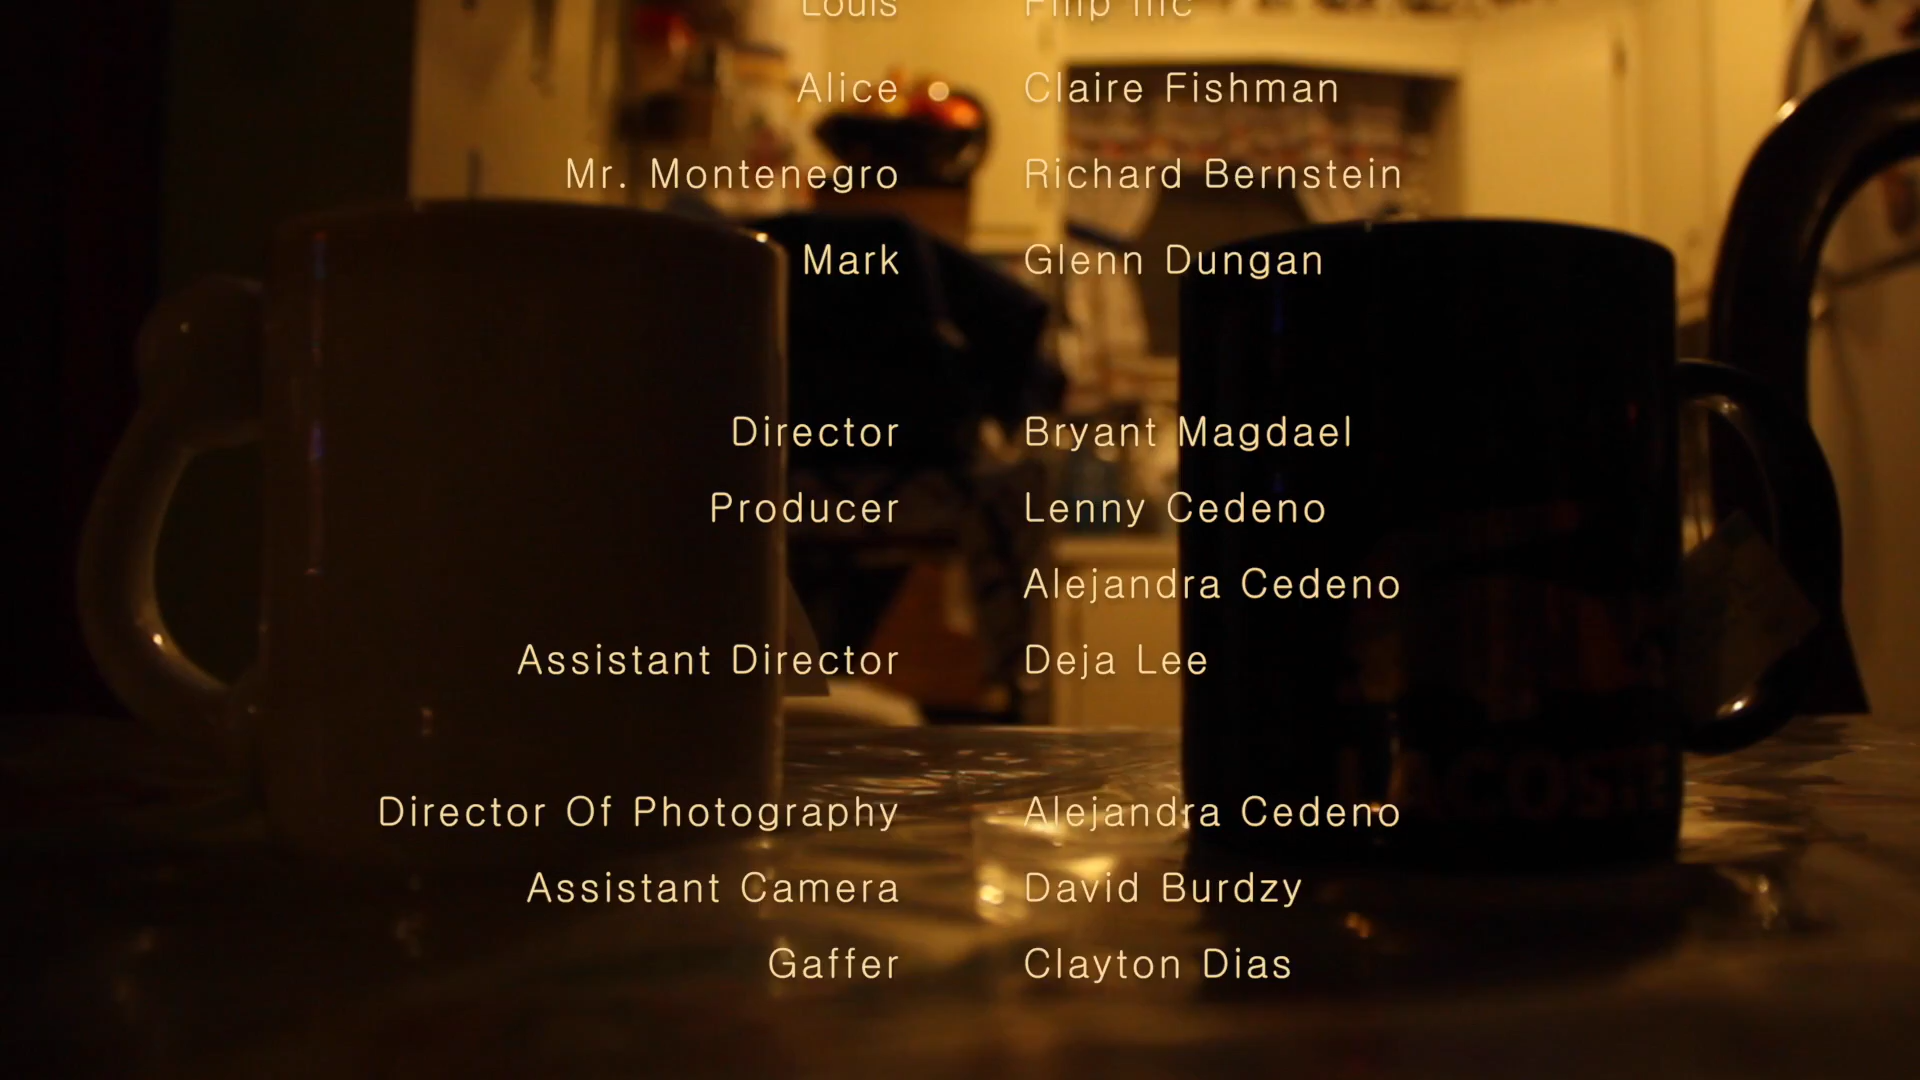 Louis
Alice Claire Fishman
Mr. Montenegro Richard Bernstein
Mark Glenn Dungan
Director Bryant Magdael
Producer Lenny Cedeno
Alejandra Cedeno
Assistant Director Deja Lee
Director Of Photography Alejandra Cedeno
Assistant Camera David Burdzy
Gaffer Clayton Dias